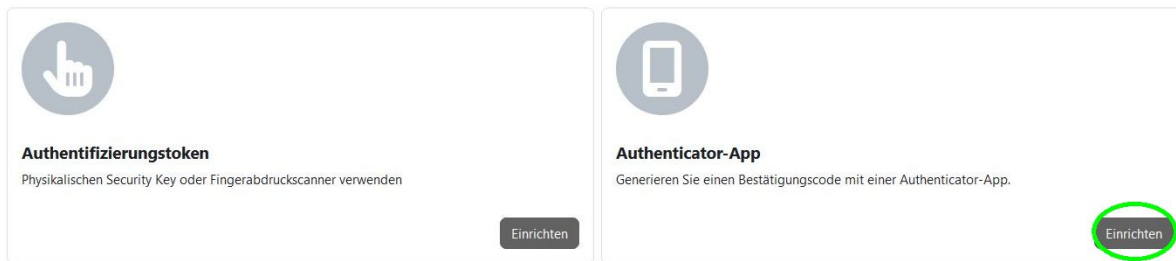 Authentifizierungstoken
Physikalischen Security Key oder Fingerabdruckscanner verwenden
Einrichten
Authenticator-App
Generieren Sie einen Bestätigungscode mit einer Authenticator-App.
Einrichten